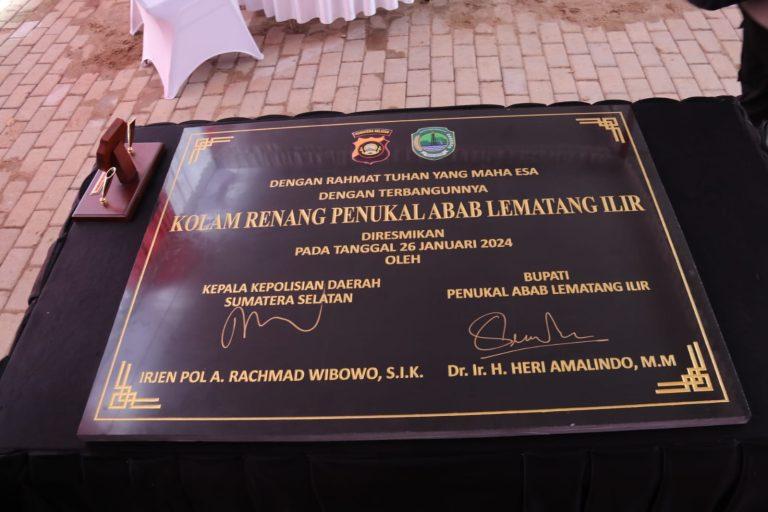 SUMATERA SELATAN
DENGAN RAHMAT TUHAN YANG MAHA ESA
DENGAN TERBANGUNNYA
KOLAM RENANG PENUKAL ABAB LEMATANG ILIR
DIRESMIKAN
PADA TANGGAL 26 JANUARI 2024
OLEH
KEPALA KEPOLISIAN DAERAH
SUMATERA SELATAN
IRJEN POL A. RACHMAD WIBOWO, S.I.K.
BUPATI
PENUKAL ABAB LEMATANG ILIR
Dr. Ir. H. HERI AMALINDO, M.M